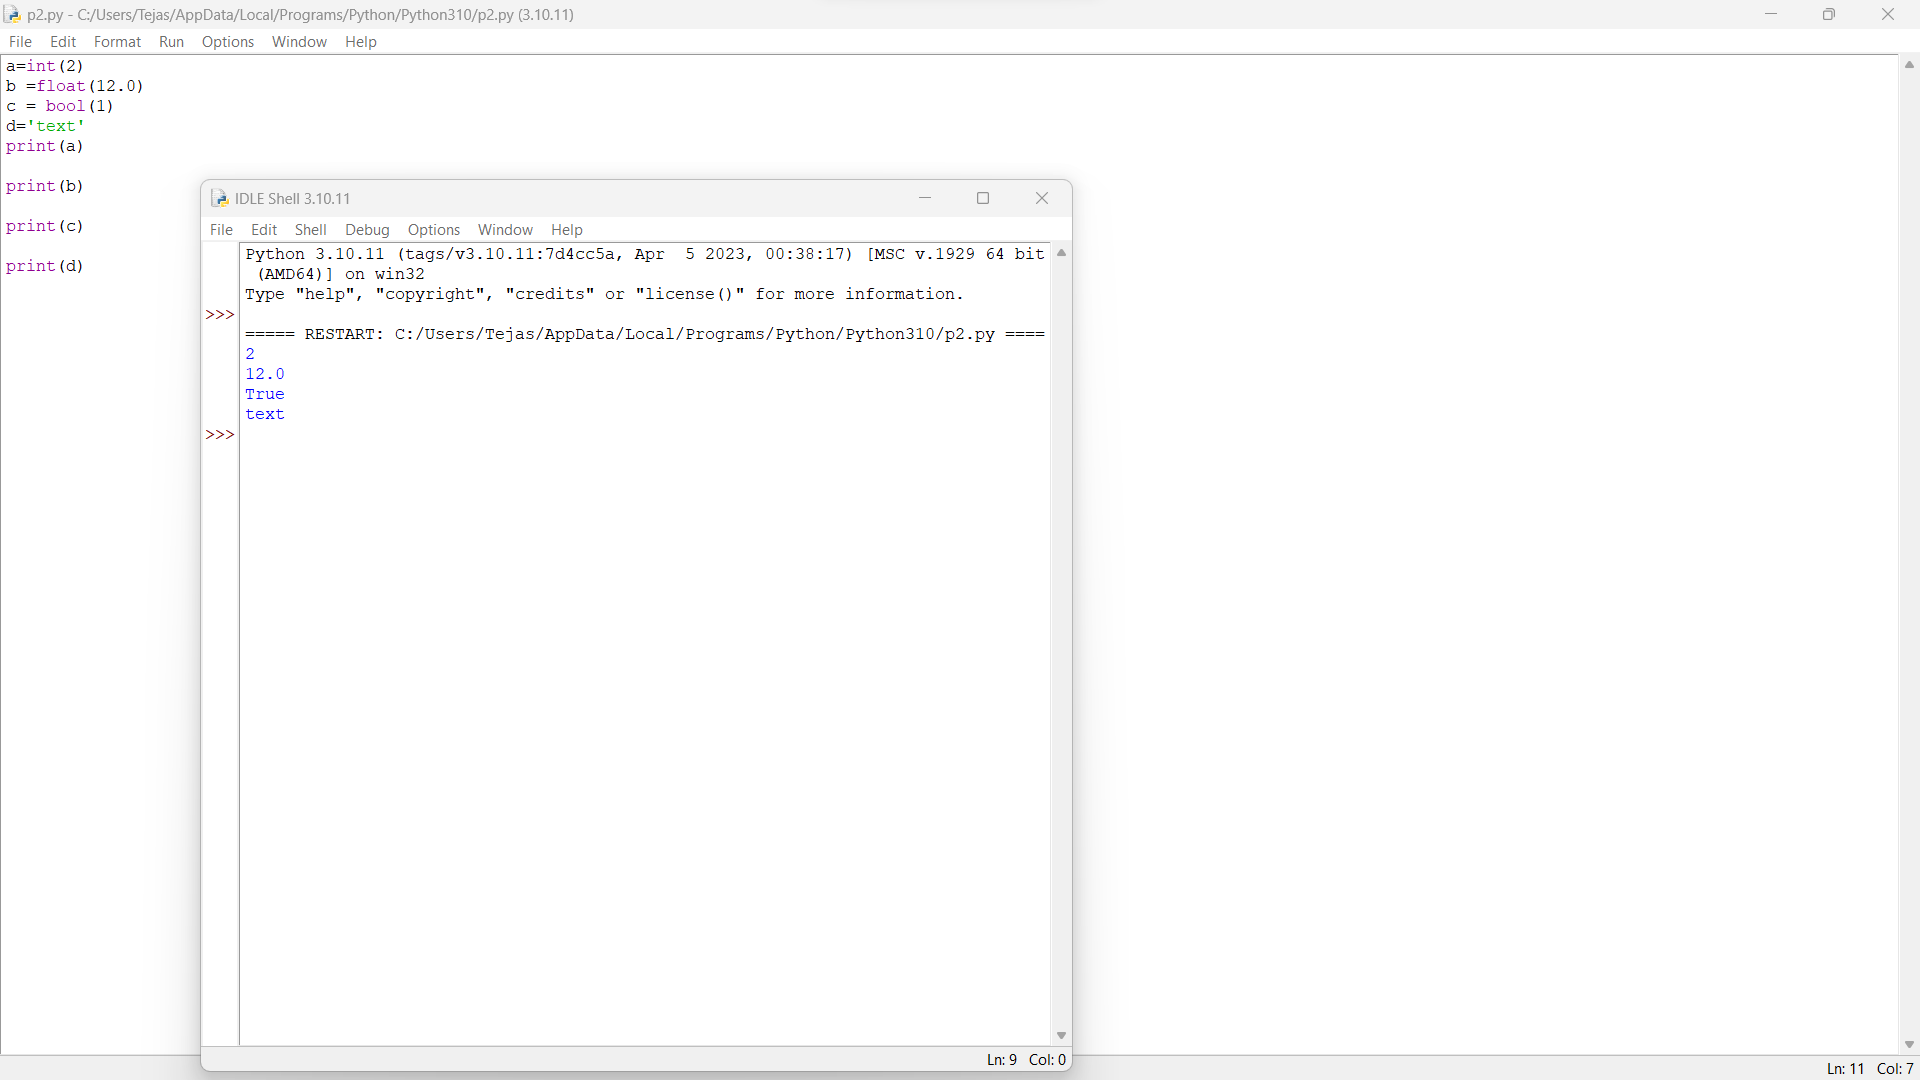 p2.py - C:/Users/Tejas/AppData/Local/Programs/Python/Python310/p2.py (3.10.11)
File Edit Format Run Options Window Help
a=int(2)
b =float(12.0)
c = bool(1)
d='text'
print(a)
print(b)
print(c)
print(d)
IDLE Shell 3.10.11
File Edit Shell Debug Options Window Help
Python 3.10.11 (tags/v3.10.11:7d4cc5a, Apr  5 2023, 00:38:17) [MSC v.1929 64 bit
 (AMD64)] on win32
Type "help", "copyright", "credits" or "license()" for more information.
>>>
===== RESTART: C:/Users/Tejas/AppData/Local/Programs/Python/Python310/p2.py ====
2
12.0
True
text
>>>
Ln: 9 Col: 0
Ln: 11 Col: 7